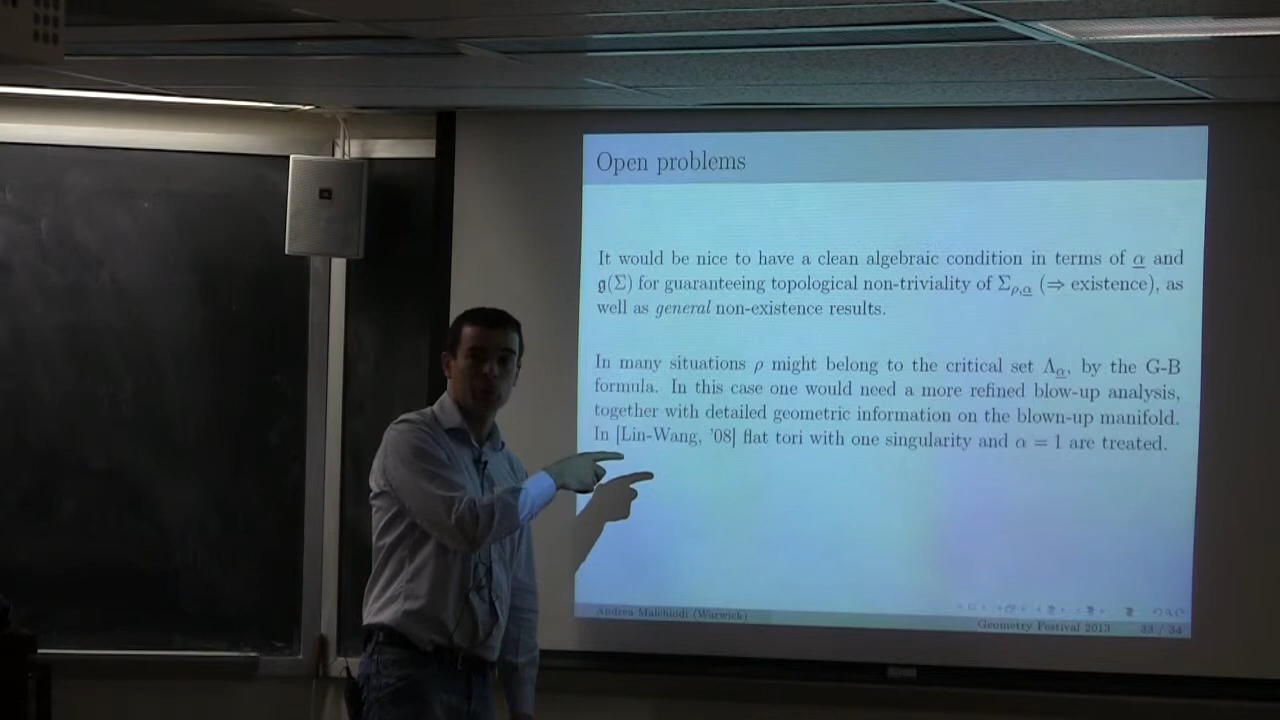 Open problems
It would be nice to have a clean algebraic condition in terms of α̲ and
𝔤(Σ) for guaranteeing topological non-triviality of Σρ,α̲ (⇒ existence), as
well as general non-existence results.
In many situations ρ might belong to the critical set Λα̲, by the G-B
formula. In this case one would need a more refined blow-up analysis,
together with detailed geometric information on the blown-up manifold.
In [Lin-Wang, '08] flat tori with one singularity and α = 1 are treated.
Andrea Malchiodi (Warwick)
Geometry Festival 2013 33 / 34